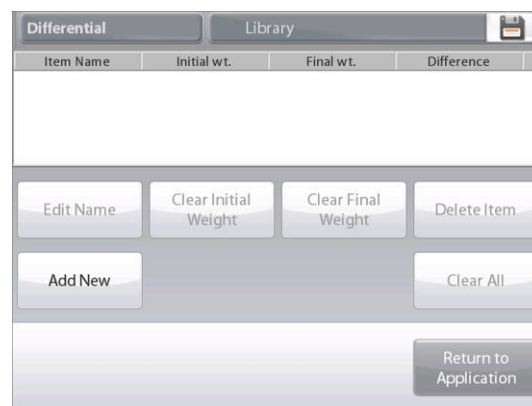 Differential Library
Item Name Initial wt. Final wt. Difference
Edit Name Clear Initial Weight Clear Final Weight Delete Item
Add New Clear All
Return to Application